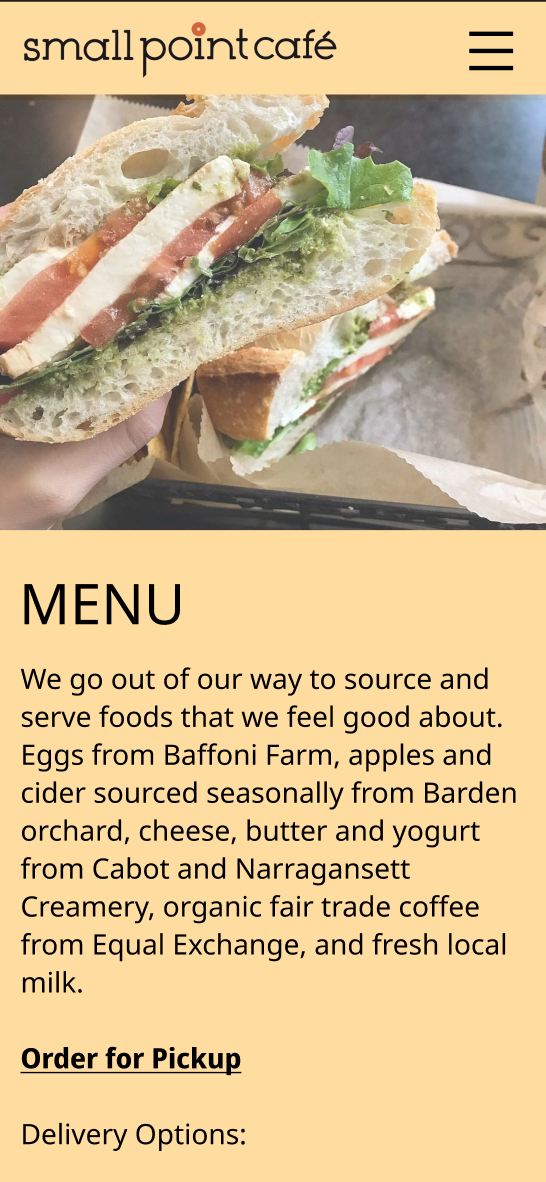 small point café
MENU
We go out of our way to source and
serve foods that we feel good about.
Eggs from Baffoni Farm, apples and
cider sourced seasonally from Barden
orchard, cheese, butter and yogurt
from Cabot and Narragansett
Creamery, organic fair trade coffee
from Equal Exchange, and fresh local
milk.
Order for Pickup
Delivery Options: